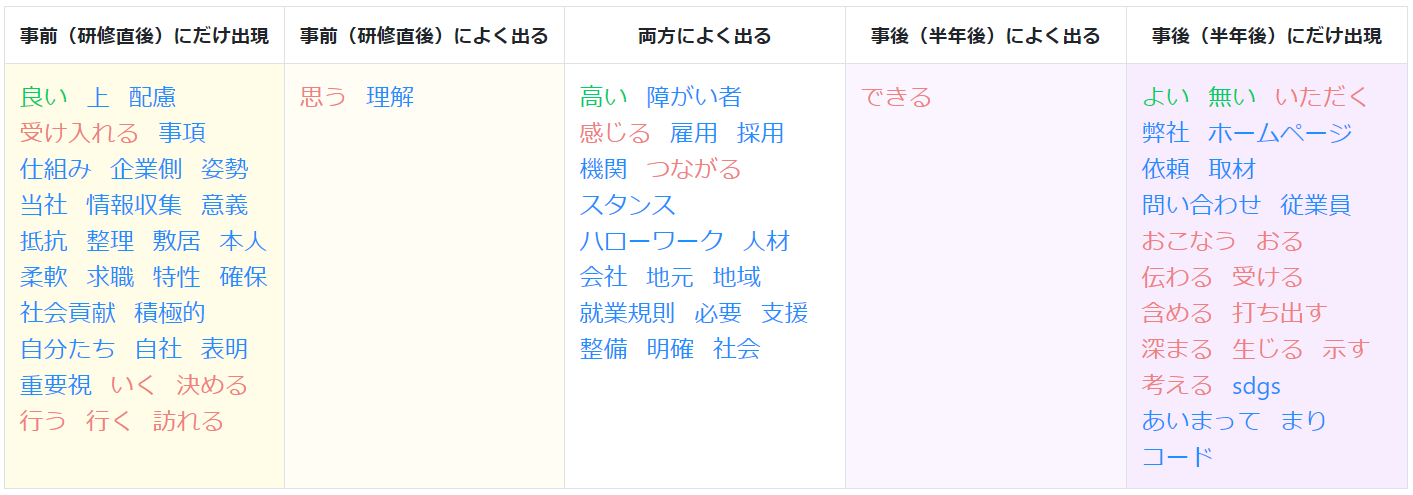 事前（研修直後）にだけ出現
良い 上 配慮
受け入れる 事項
仕組み 企業側 姿勢
当社 情報収集 意義
抵抗 整理 敷居 本人
柔軟 求職 特性 確保
社会貢献 積極的
自分たち 自社 表明
重要視 いく 決める
行う 行く 訪れる
事前（研修直後）によく出る
思う 理解
両方によく出る
高い 障がい者
感じる 雇用 採用
機関 つながる
スタンス
ハローワーク 人材
会社 地元 地域
就業規則 必要 支援
整備 明確 社会
事後（半年後）によく出る
できる
事後（半年後）にだけ出現
よい 無い いただく
弊社 ホームページ
依頼 取材
問い合わせ 従業員
おこなう おる
伝わる 受ける
含める 打ち出す
深まる 生じる 示す
考える sdgs
あいまって まり
コード